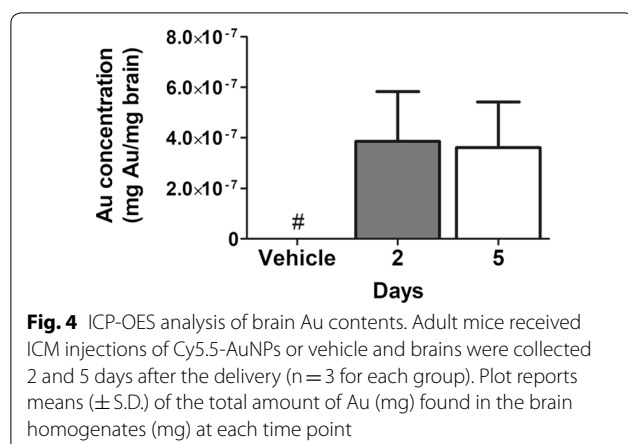 8.0×10⁻⁷
6.0×10⁻⁷
4.0×10⁻⁷
2.0×10⁻⁷
0
Au concentration
(mg Au/mg brain)
#
Vehicle 2 5
Days
Fig. 4 ICP-OES analysis of brain Au contents. Adult mice received
ICM injections of Cy5.5-AuNPs or vehicle and brains were collected
2 and 5 days after the delivery (n = 3 for each group). Plot reports
means (± S.D.) of the total amount of Au (mg) found in the brain
homogenates (mg) at each time point